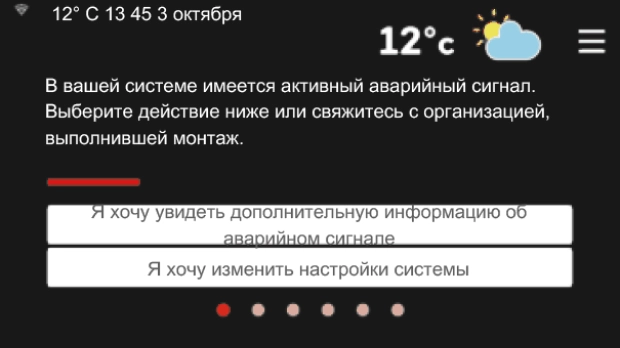 12° C 13 45 3 октября
12°c
В вашей системе имеется активный аварийный сигнал.
Выберите действие ниже или свяжитесь с организацией,
выполнившей монтаж.
Я хочу увидеть дополнительную информацию об
аварийном сигнале
Я хочу изменить настройки системы